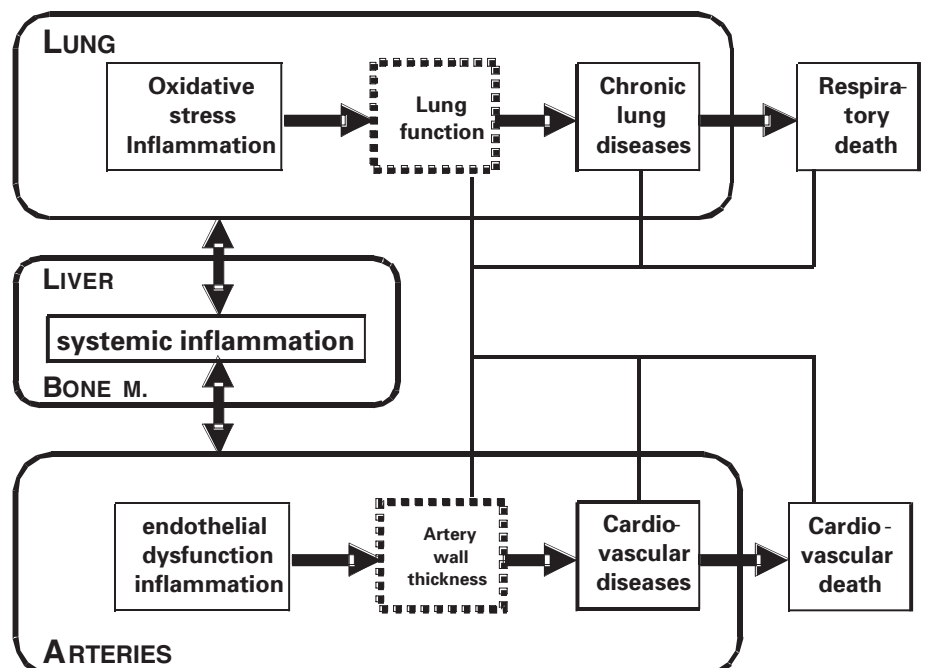 LUNG
Oxidative
stress
Inflammation
Lung
function
Chronic
lung
diseases
Respira-
tory
death
LIVER
systemic inflammation
BONE M.
endothelial
dysfunction
inflammation
Artery
wall
thickness
Cardio-
vascular
diseases
Cardio-
vascular
death
ARTERIES